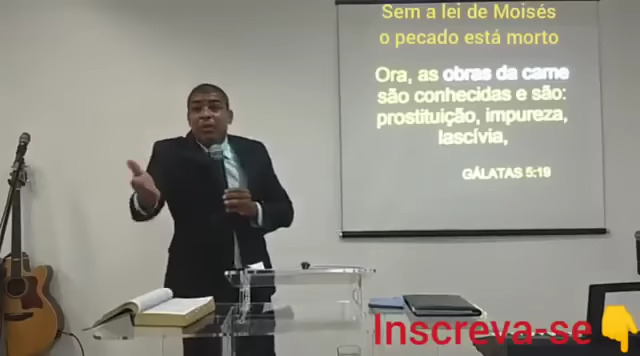 Sem a lei de Moisés
o pecado está morto
Ora, as obras da carne
são conhecidas e são:
prostituição, impureza,
lascívia,
GÁLATAS 5:19
Inscreva-se